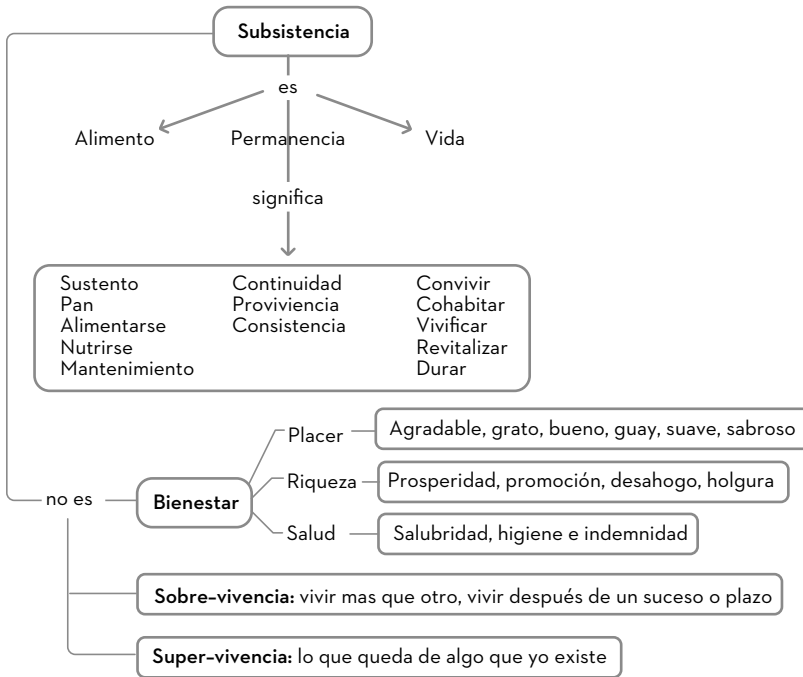 Subsistencia
es
Alimento Permanencia Vida
significa
Sustento Continuidad Convivir
Pan Proviviencia Cohabitar
Alimentarse Consistencia Vivificar
Nutrirse Revitalizar
Mantenimiento Durar
Placer Agradable, grato, bueno, guay, suave, sabroso
no es Bienestar Riqueza Prosperidad, promoción, desahogo, holgura
Salud Salubridad, higiene e indemnidad
Sobre-vivencia: vivir mas que otro, vivir después de un suceso o plazo
Super-vivencia: lo que queda de algo que yo existe